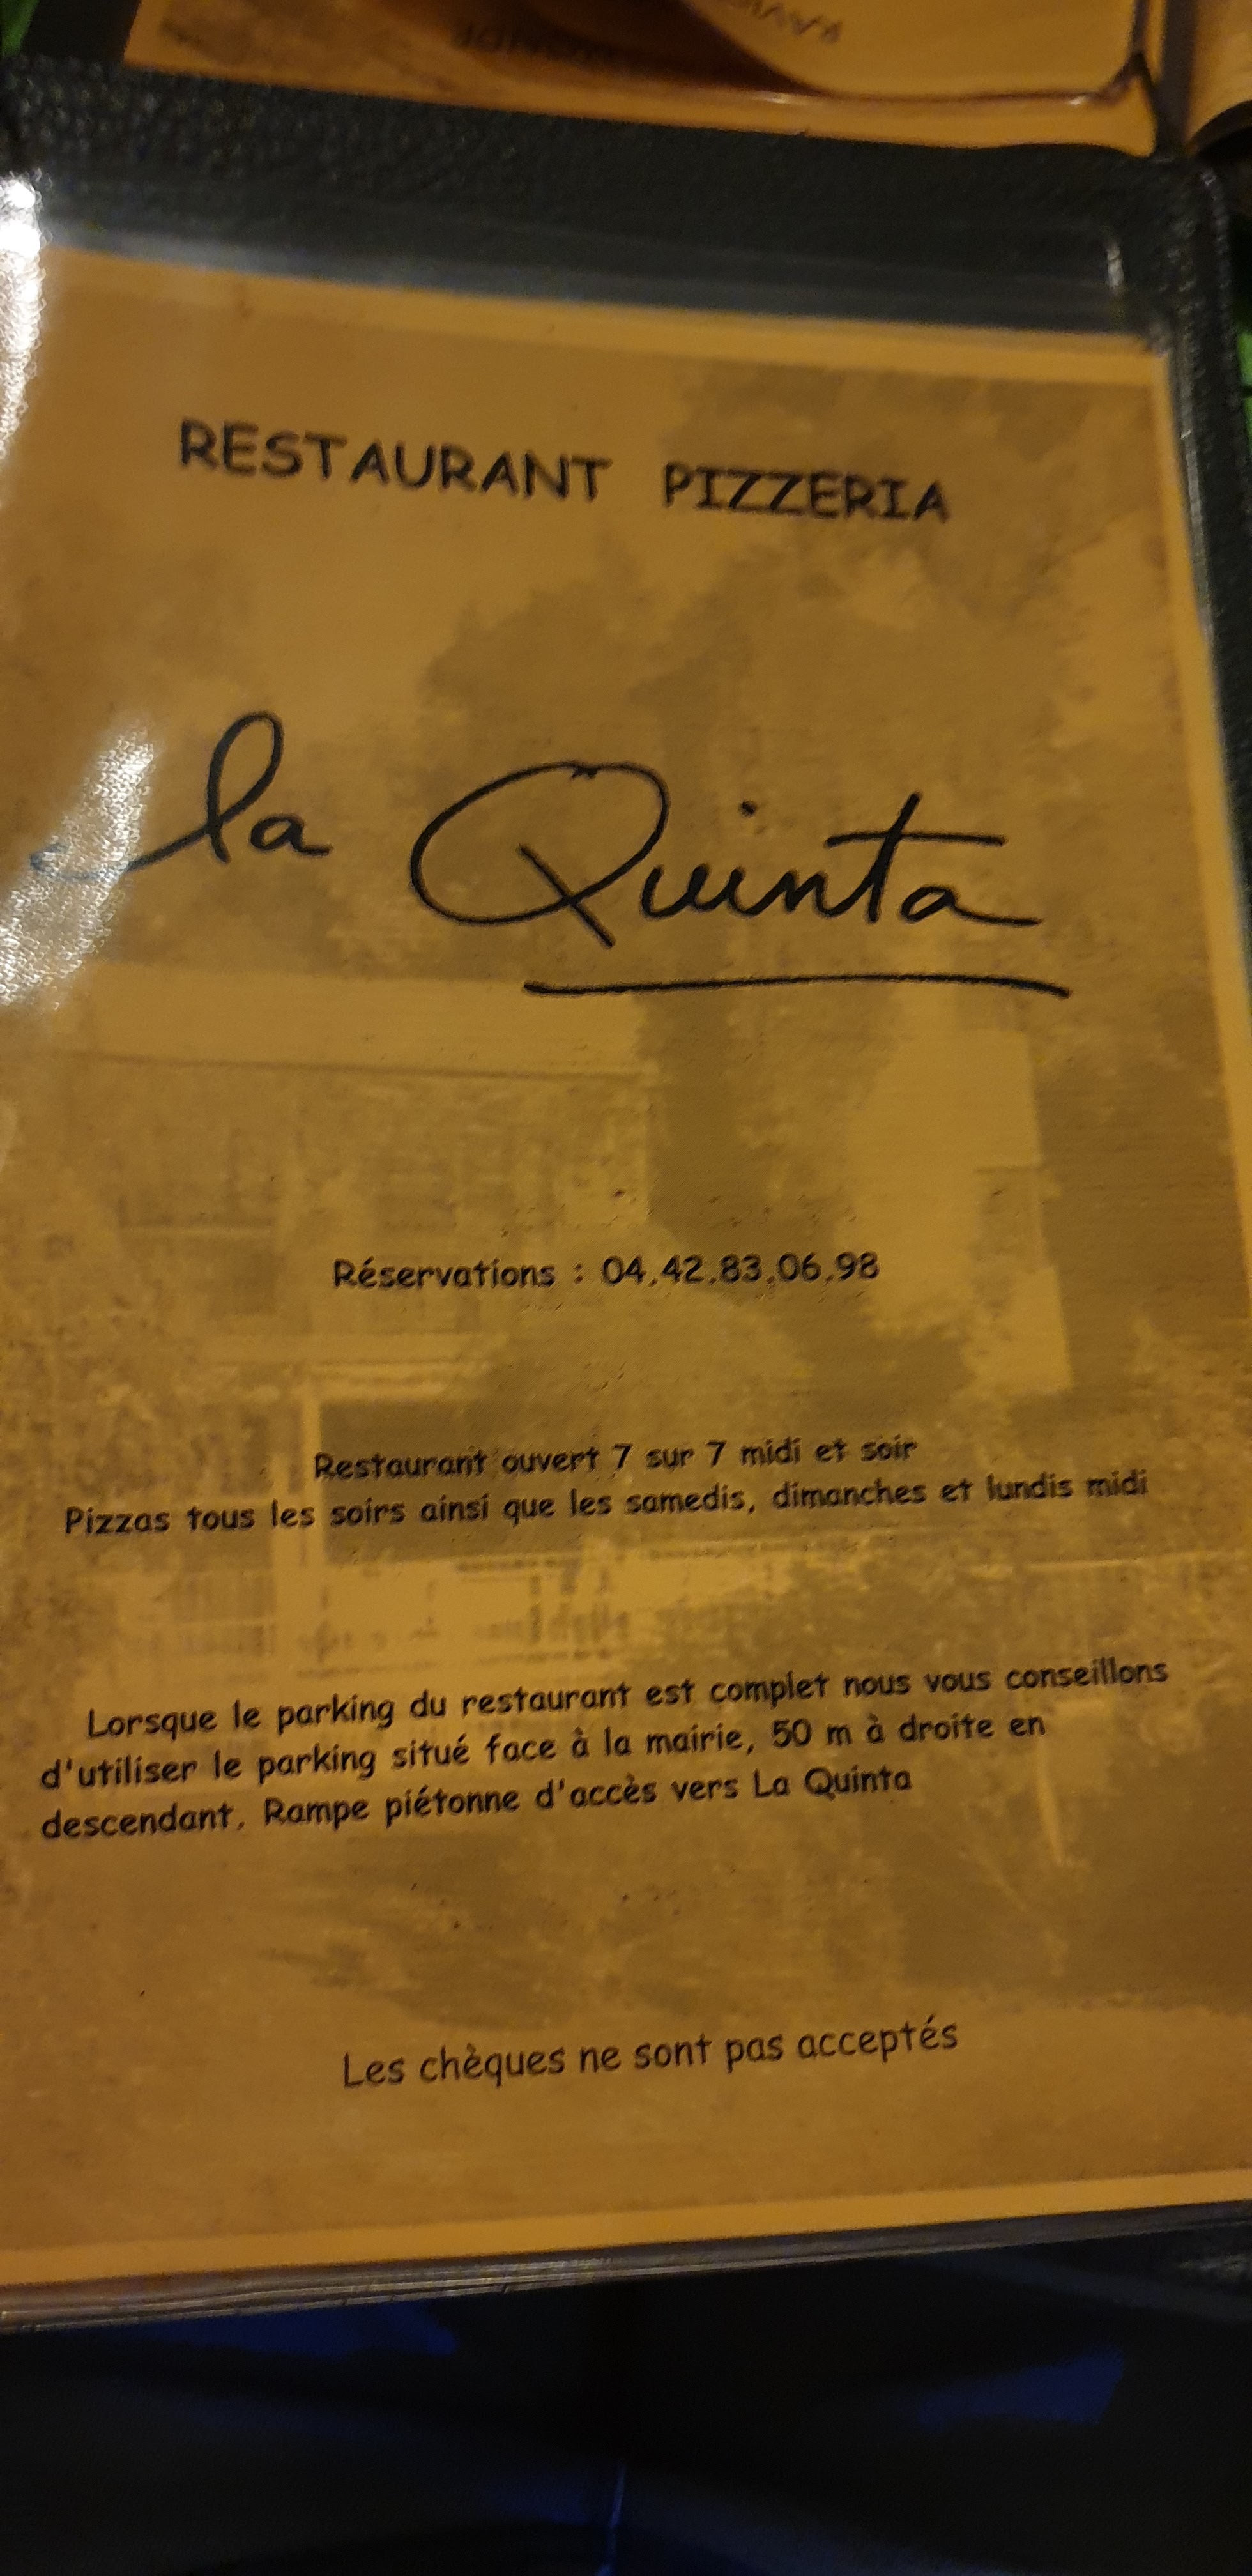 RESTAURANT PIZZERIA
la Quinta
Réservations : 04.42.83.06.98
Restaurant ouvert 7 sur 7 midi et soir
Pizzas tous les soirs ainsi que les samedis, dimanches et lundis midi
Lorsque le parking du restaurant est complet nous vous conseillons
d'utiliser le parking situé face à la mairie, 50 m à droite en
descendant. Rampe piétonne d'accès vers La Quinta
Les chèques ne sont pas acceptés